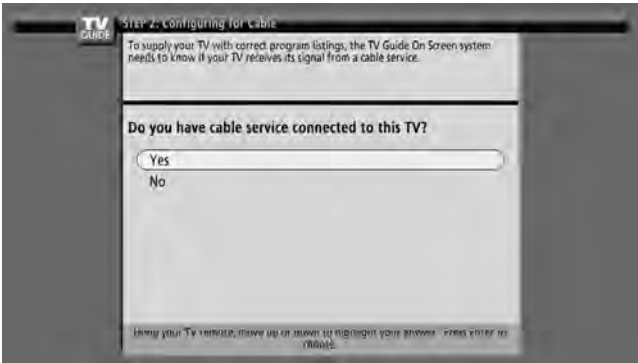 TV
GUIDE
STEP 2: Configuring for Cable
To supply your TV with correct program listings, the TV Guide On Screen system
needs to know if your TV receives its signal from a cable service.
Do you have cable service connected to this TV?
Yes
No
Using your TV remote, move up or down to highlight your answer. Press enter to
choose.